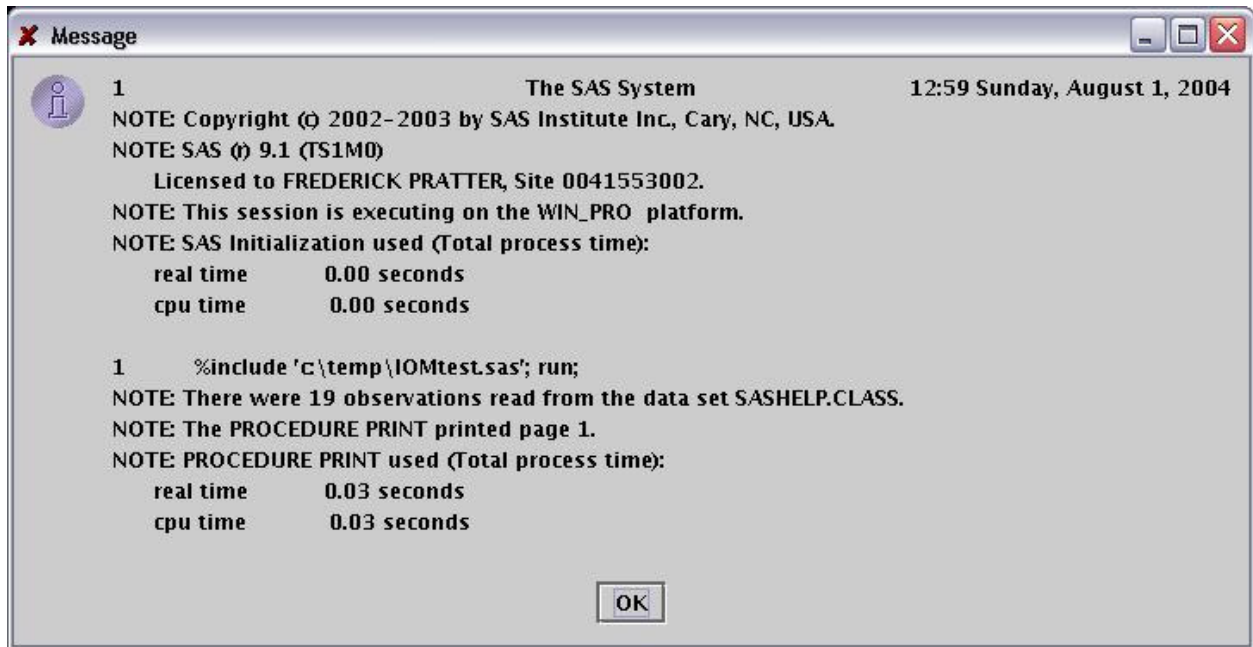 Message
1 The SAS System 12:59 Sunday, August 1, 2004
NOTE: Copyright (c) 2002-2003 by SAS Institute Inc., Cary, NC, USA.
NOTE: SAS (r) 9.1 (TS1M0)
Licensed to FREDERICK PRATTER, Site 0041553002.
NOTE: This session is executing on the WIN_PRO platform.
NOTE: SAS Initialization used (Total process time):
real time 0.00 seconds
cpu time 0.00 seconds
1 %include 'c:\temp\IOMtest.sas'; run;
NOTE: There were 19 observations read from the data set SASHELP.CLASS.
NOTE: The PROCEDURE PRINT printed page 1.
NOTE: PROCEDURE PRINT used (Total process time):
real time 0.03 seconds
cpu time 0.03 seconds
OK